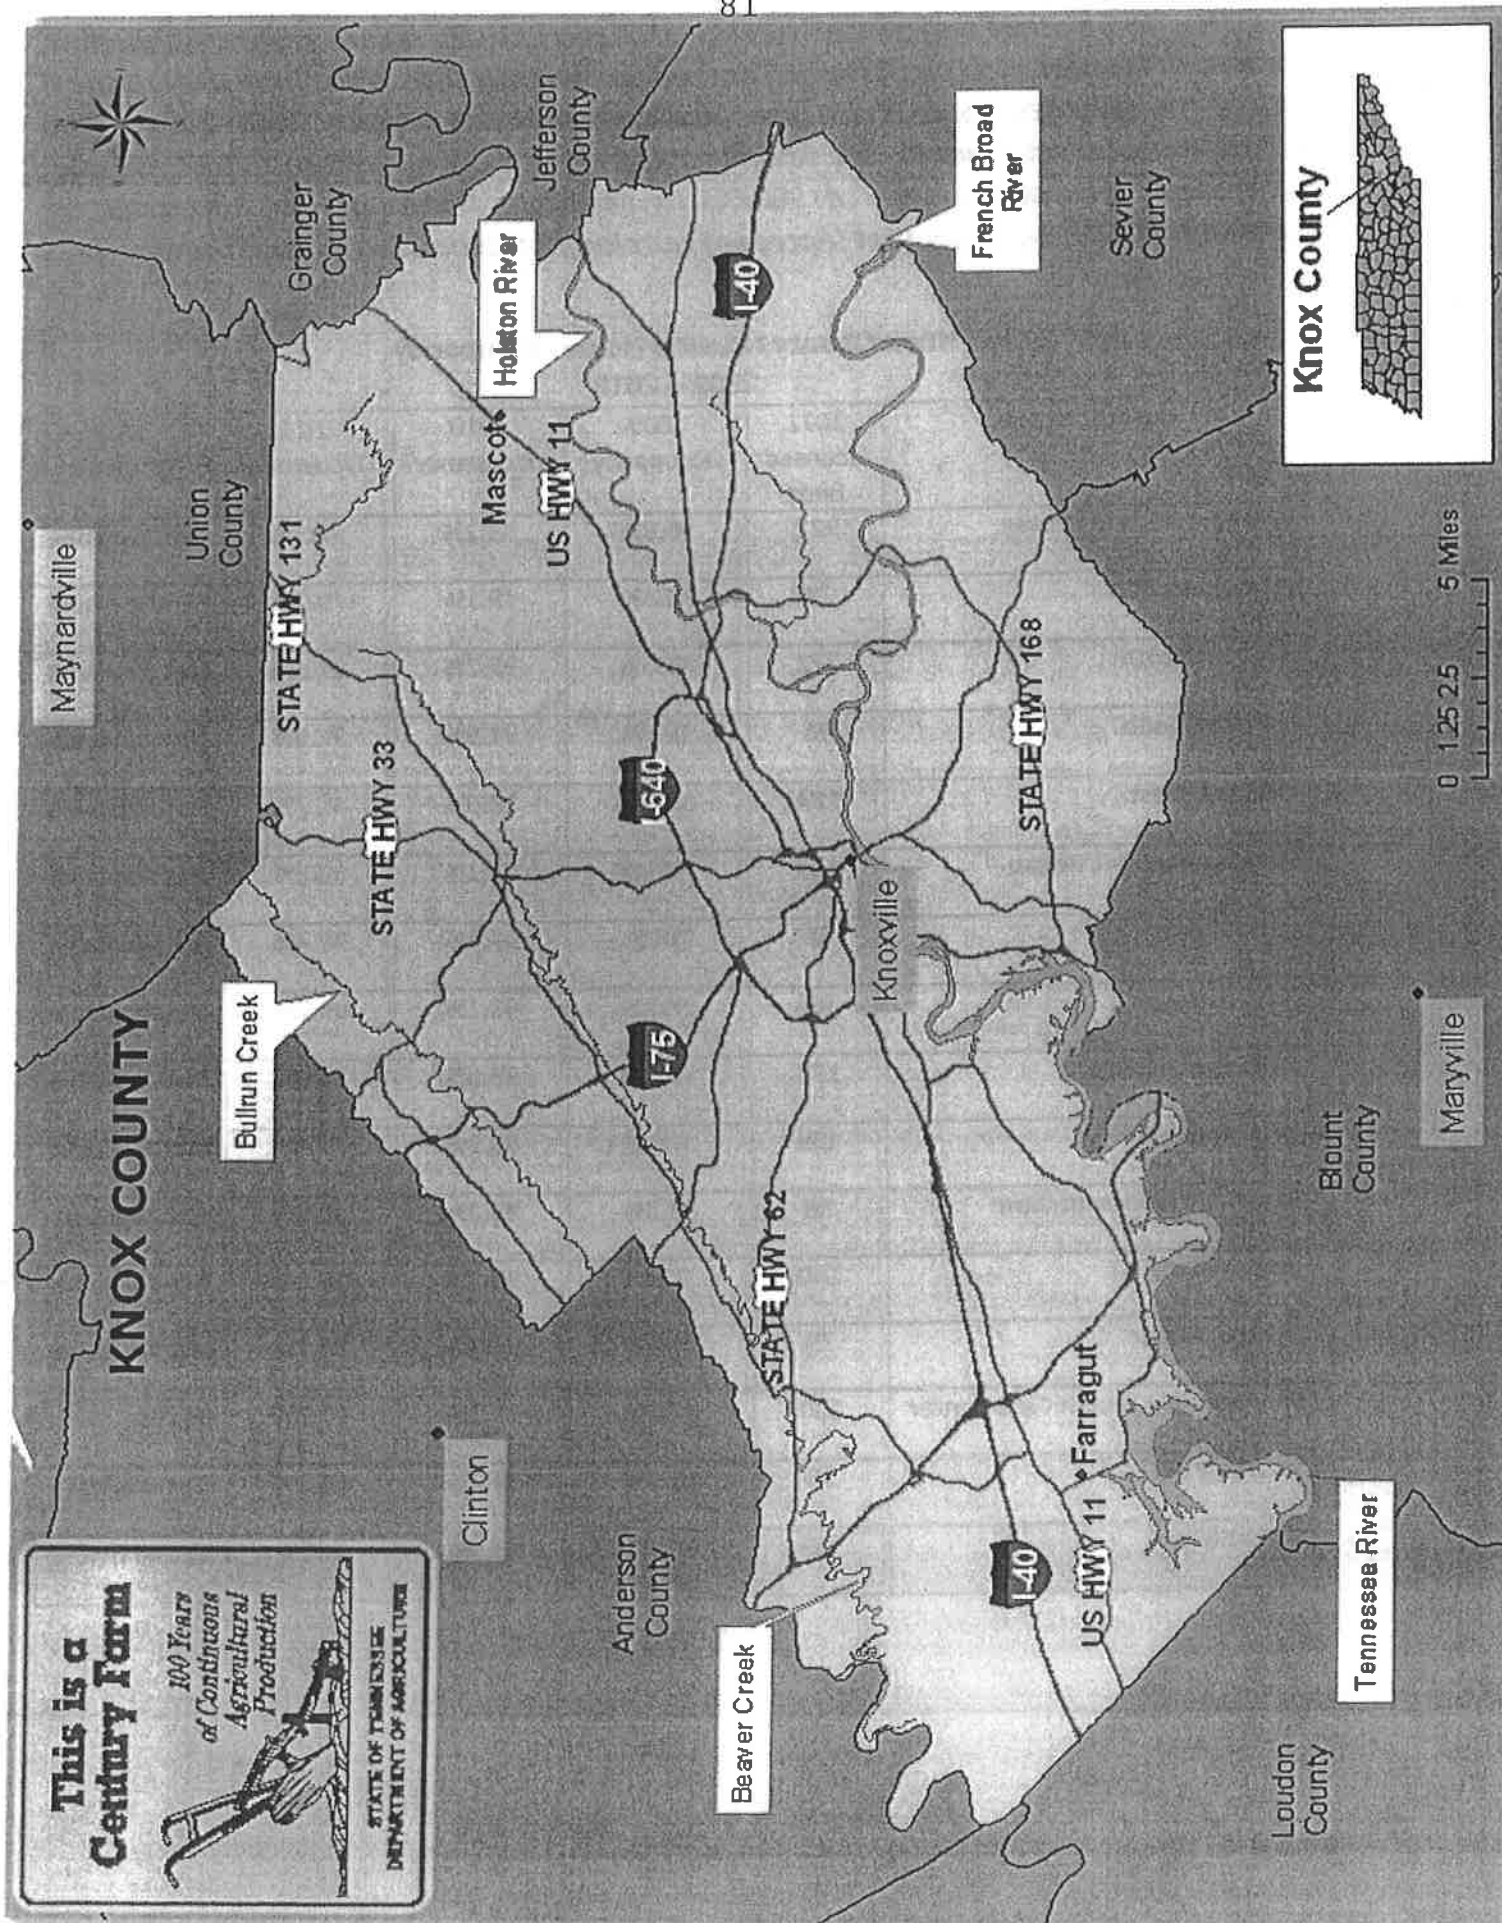 81
This is a
Century Farm
100 Years
of Continuous
Agricultural
Production
STATE OF TENNESSEE
DEPARTMENT OF AGRICULTURE
KNOX COUNTY
Maynardville
Union
County
Grainger
County
Jefferson
County
Clinton
Bullrun Creek
STATE HWY 131
STATE HWY 33
Mascot
Holston River
US HWY 11
Anderson
County
I-75
I-640
I-40
Beaver Creek
STATE HWY 62
Knoxville
French Broad
River
I-40
US HWY 11
Farragut
STATE HWY 168
Sevier
County
Loudon
County
Tennessee River
Blount
County
Maryville
0 1.25 2.5 5 Miles
Knox County